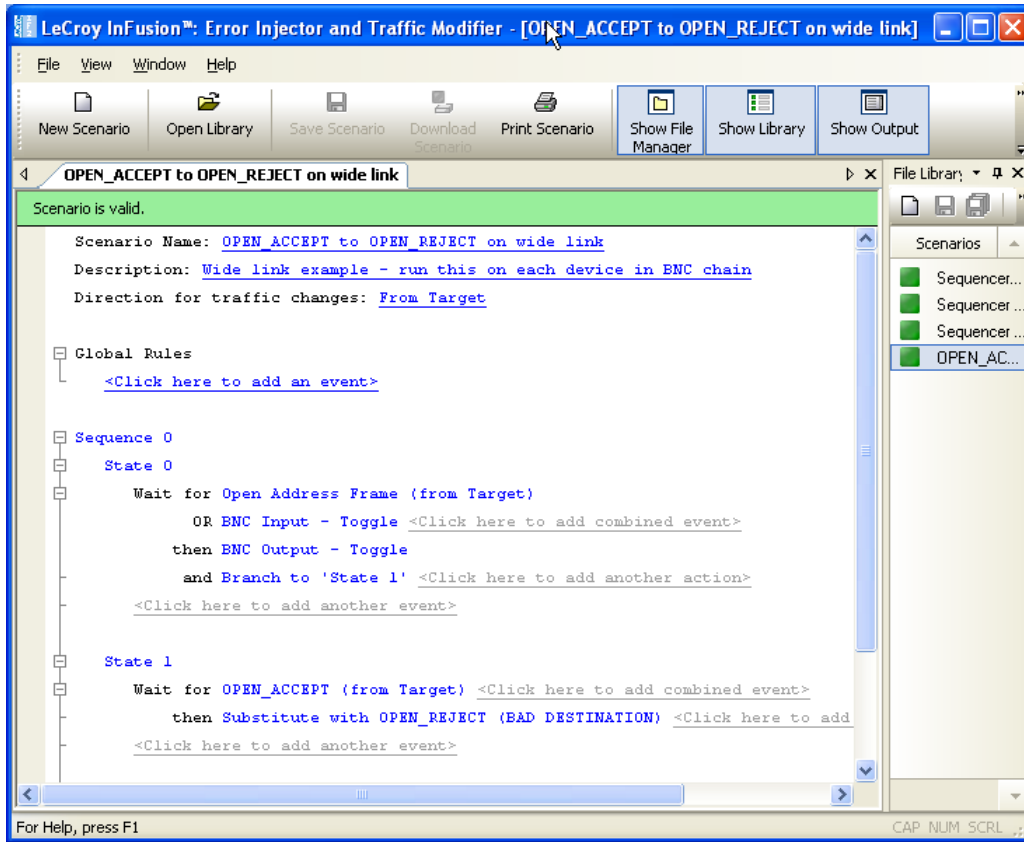 LeCroy InFusion™: Error Injector and Traffic Modifier - [OPEN_ACCEPT to OPEN_REJECT on wide link]
File View Window Help
New Scenario Open Library Save Scenario Download Scenario Print Scenario Show File Manager Show Library Show Output
OPEN_ACCEPT to OPEN_REJECT on wide link
File Library
Scenario is valid.
Scenarios
Scenario Name: OPEN_ACCEPT to OPEN_REJECT on wide link
Description: Wide link example - run this on each device in BNC chain
Direction for traffic changes: From Target
Sequencer...
Sequencer ...
Sequencer ...
OPEN_AC...
Global Rules
<Click here to add an event>
Sequence 0
State 0
Wait for Open Address Frame (from Target)
OR BNC Input - Toggle <Click here to add combined event>
then BNC Output - Toggle
and Branch to 'State 1' <Click here to add another action>
<Click here to add another event>
State 1
Wait for OPEN_ACCEPT (from Target) <Click here to add combined event>
then Substitute with OPEN_REJECT (BAD DESTINATION) <Click here to add
<Click here to add another event>
For Help, press F1
CAP NUM SCRL